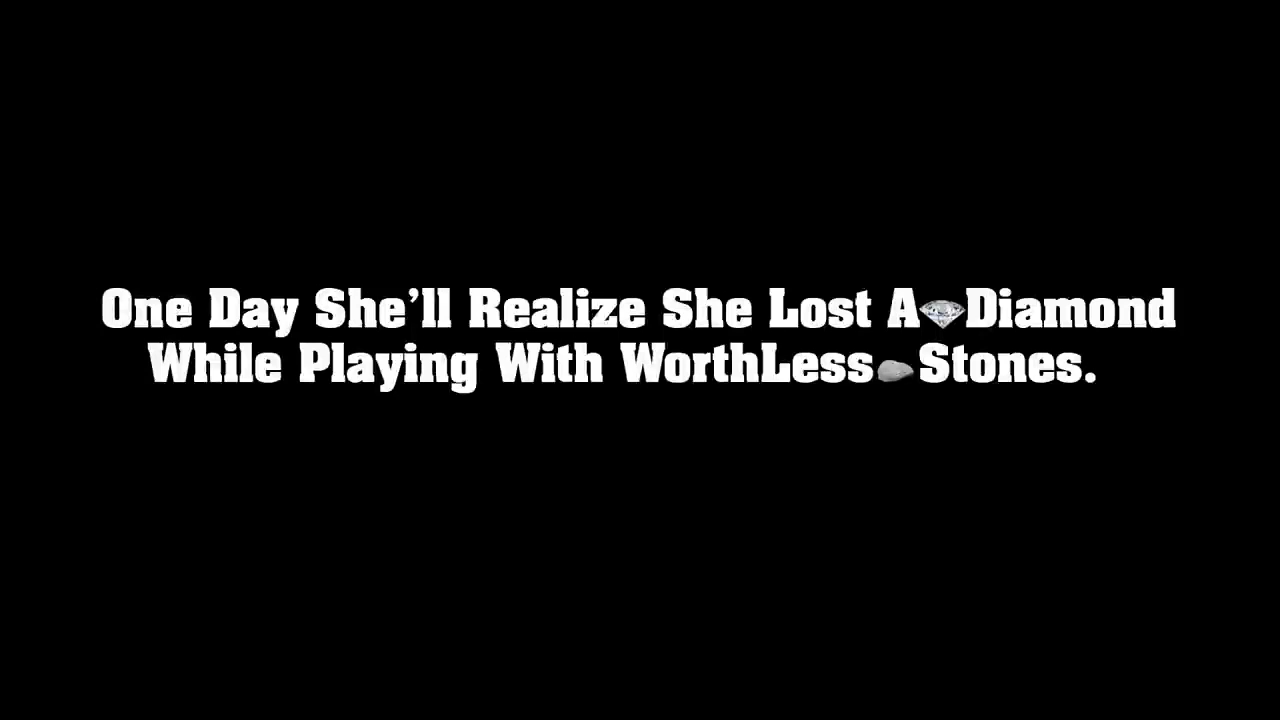 One Day She’ll Realize She Lost A💎Diamond
While Playing With WorthLess🪨Stones.